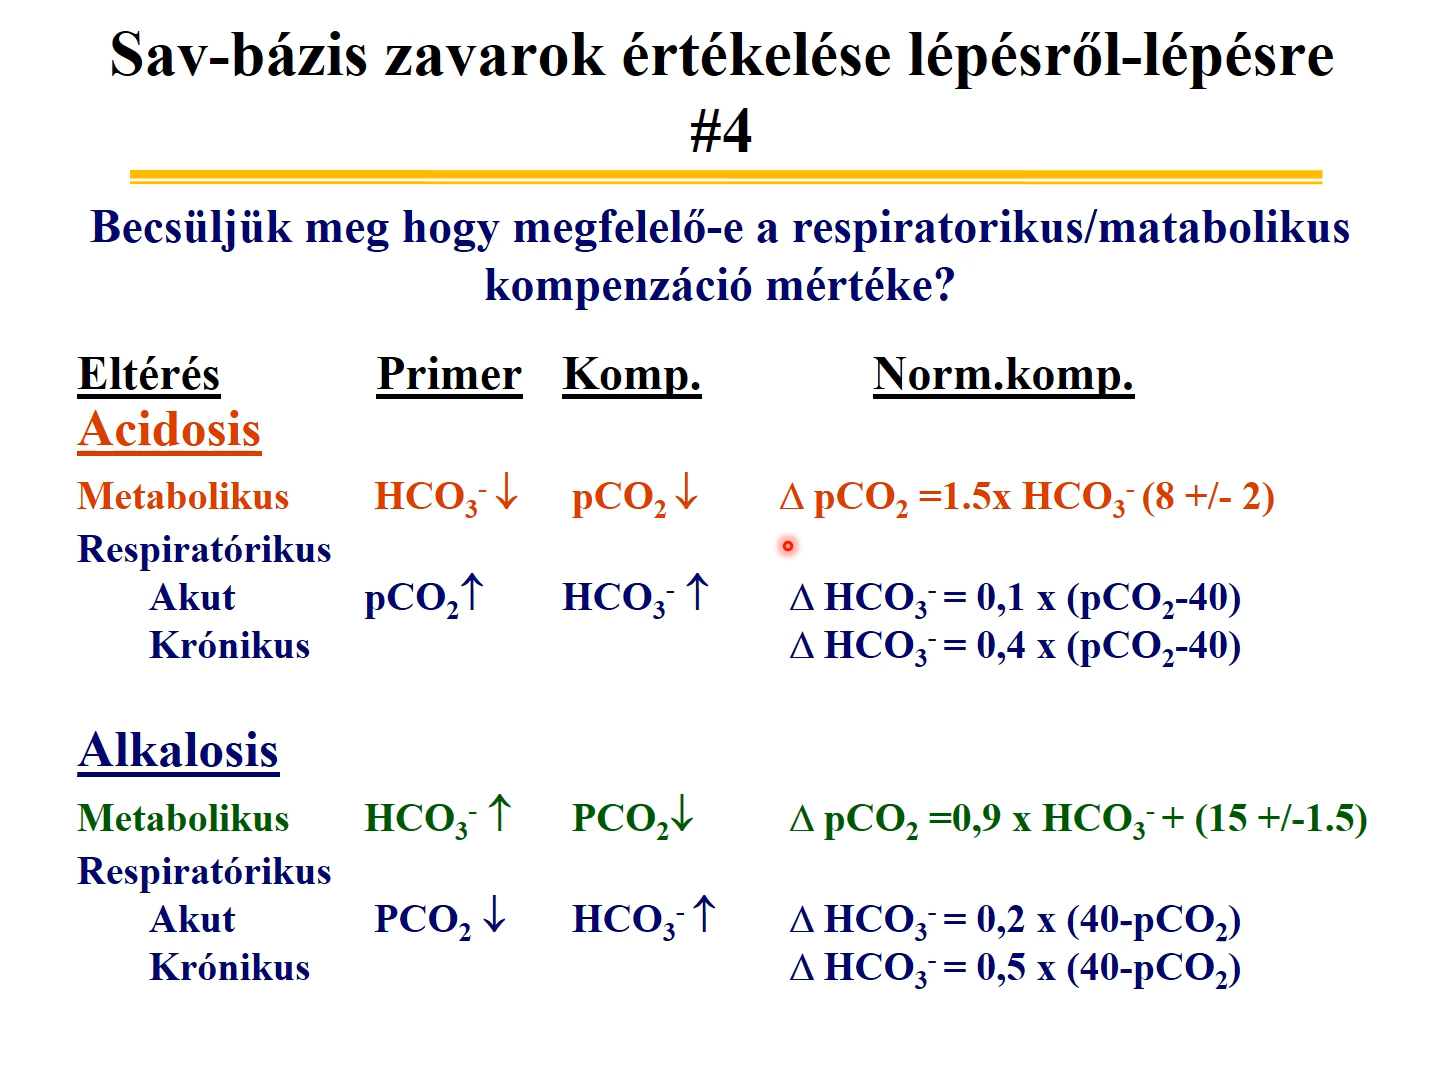 Sav-bázis zavarok értékelése lépésről-lépésre
#4
Becsüljük meg hogy megfelelő-e a respiratorikus/matabolikus
kompenzáció mértéke?
Eltérés Primer Komp. Norm.komp.
Acidosis
Metabolikus HCO₃⁻ ↓ pCO₂ ↓ Δ pCO₂ =1.5x HCO₃⁻ (8 +/- 2)
Respiratórikus
Akut pCO₂↑ HCO₃⁻ ↑ Δ HCO₃⁻ = 0,1 x (pCO₂-40)
Krónikus Δ HCO₃⁻ = 0,4 x (pCO₂-40)
Alkalosis
Metabolikus HCO₃⁻ ↑ PCO₂↓ Δ pCO₂ =0,9 x HCO₃⁻ + (15 +/-1.5)
Respiratórikus
Akut PCO₂ ↓ HCO₃⁻ ↑ Δ HCO₃⁻ = 0,2 x (40-pCO₂)
Krónikus Δ HCO₃⁻ = 0,5 x (40-pCO₂)